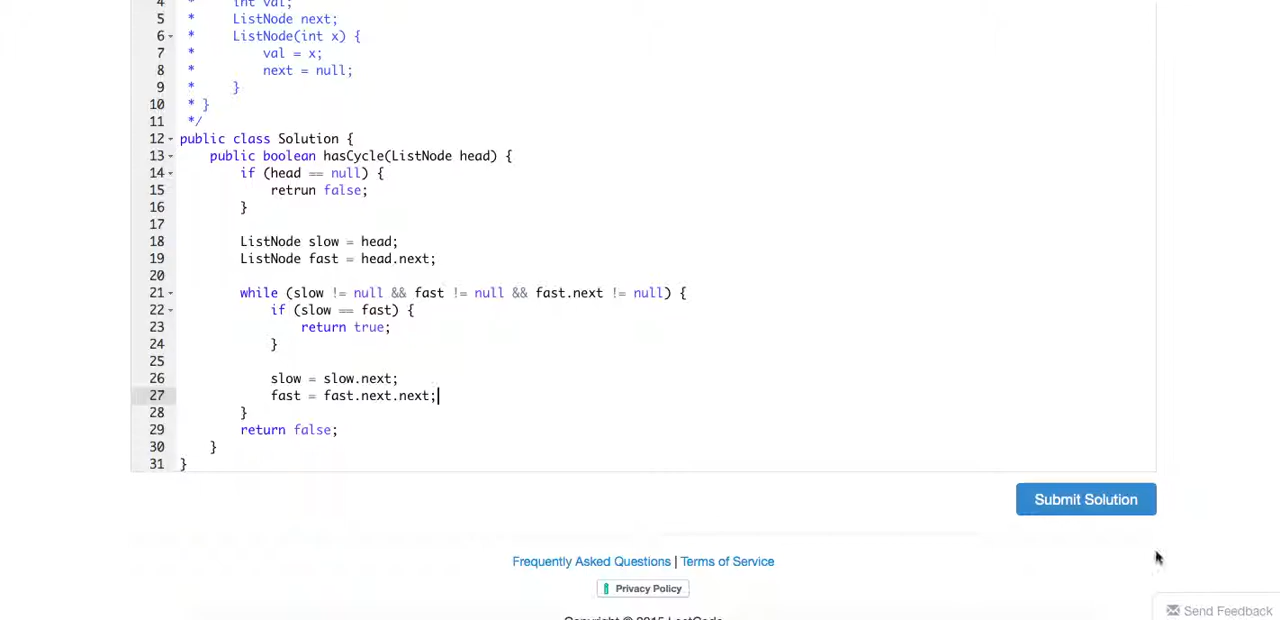 4 * int val;
5 * ListNode next;
6 * ListNode(int x) {
7 * val = x;
8 * next = null;
9 * }
10 * }
11 */
12 public class Solution {
13 public boolean hasCycle(ListNode head) {
14 if (head == null) {
15 retrun false;
16 }
17
18 ListNode slow = head;
19 ListNode fast = head.next;
20
21 while (slow != null && fast != null && fast.next != null) {
22 if (slow == fast) {
23 return true;
24 }
25
26 slow = slow.next;
27 fast = fast.next.next;
28 }
29 return false;
30 }
31 }
Submit Solution
Frequently Asked Questions | Terms of Service
Privacy Policy
Send Feedback
Copyright © 2015 LeetCode